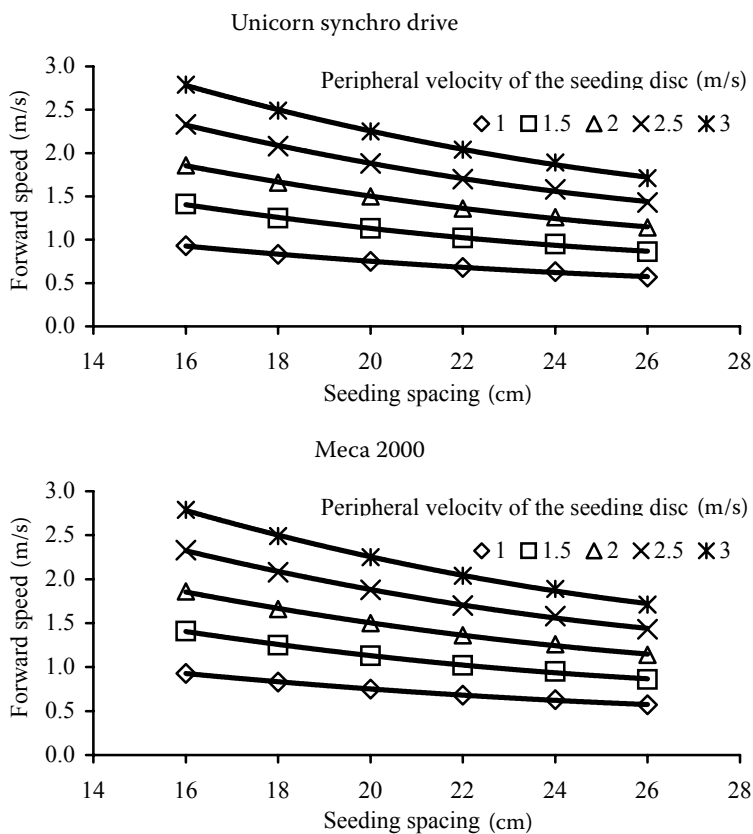 Unicorn synchro drive
Peripheral velocity of the seeding disc (m/s)
1 1.5 2 2.5 3
Forward speed (m/s)
3.0
2.5
2.0
1.5
1.0
0.5
0.0
14 16 18 20 22 24 26 28
Seeding spacing (cm)
Meca 2000
Peripheral velocity of the seeding disc (m/s)
1 1.5 2 2.5 3
Forward speed (m/s)
3.0
2.5
2.0
1.5
1.0
0.5
0.0
14 16 18 20 22 24 26 28
Seeding spacing (cm)